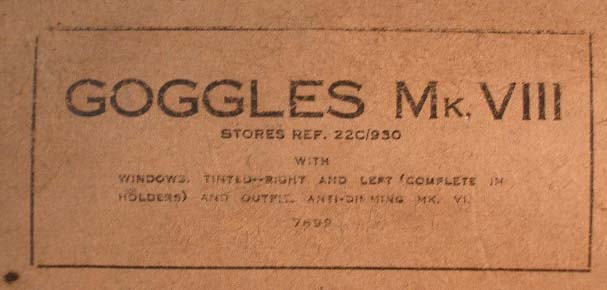 GOGGLES MK. VIII
STORES REF. 22C/930
WITH
WINDOWS, TINTED--RIGHT AND LEFT (COMPLETE IN
HOLDERS) AND OUTFIT, ANTI-DIMMING MK. VI.